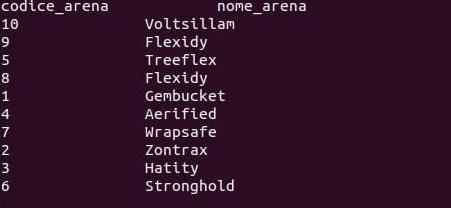 codice_arena nome_arena
10 Voltsillam
9 Flexidy
5 Treeflex
8 Flexidy
1 Gembucket
4 Aerified
7 Wrapsafe
2 Zontrax
3 Hatity
6 Stronghold